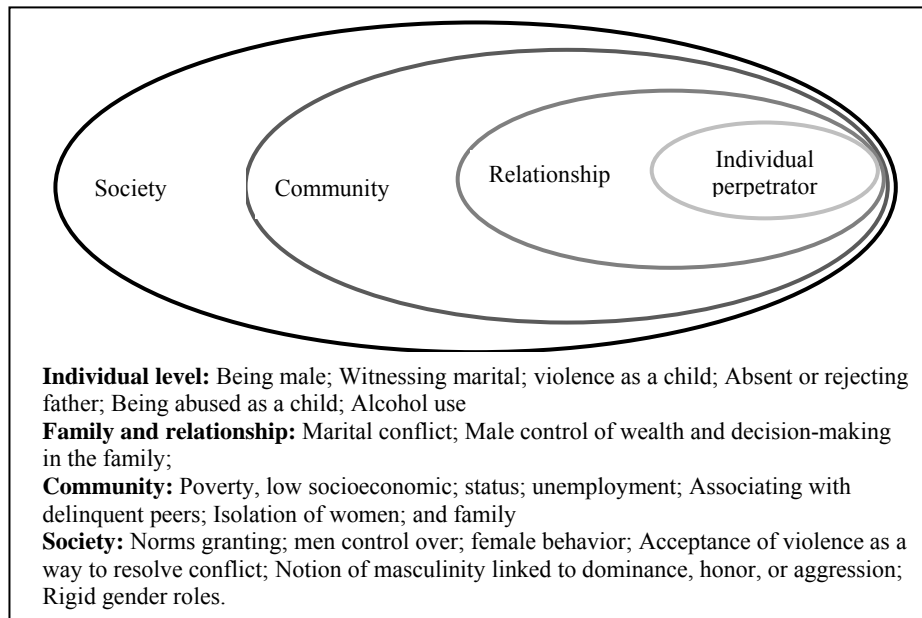 Society
Community
Relationship
Individual
perpetrator
Individual level: Being male; Witnessing marital; violence as a child; Absent or rejecting
father; Being abused as a child; Alcohol use
Family and relationship: Marital conflict; Male control of wealth and decision-making
in the family;
Community: Poverty, low socioeconomic; status; unemployment; Associating with
delinquent peers; Isolation of women; and family
Society: Norms granting; men control over; female behavior; Acceptance of violence as a
way to resolve conflict; Notion of masculinity linked to dominance, honor, or aggression;
Rigid gender roles.